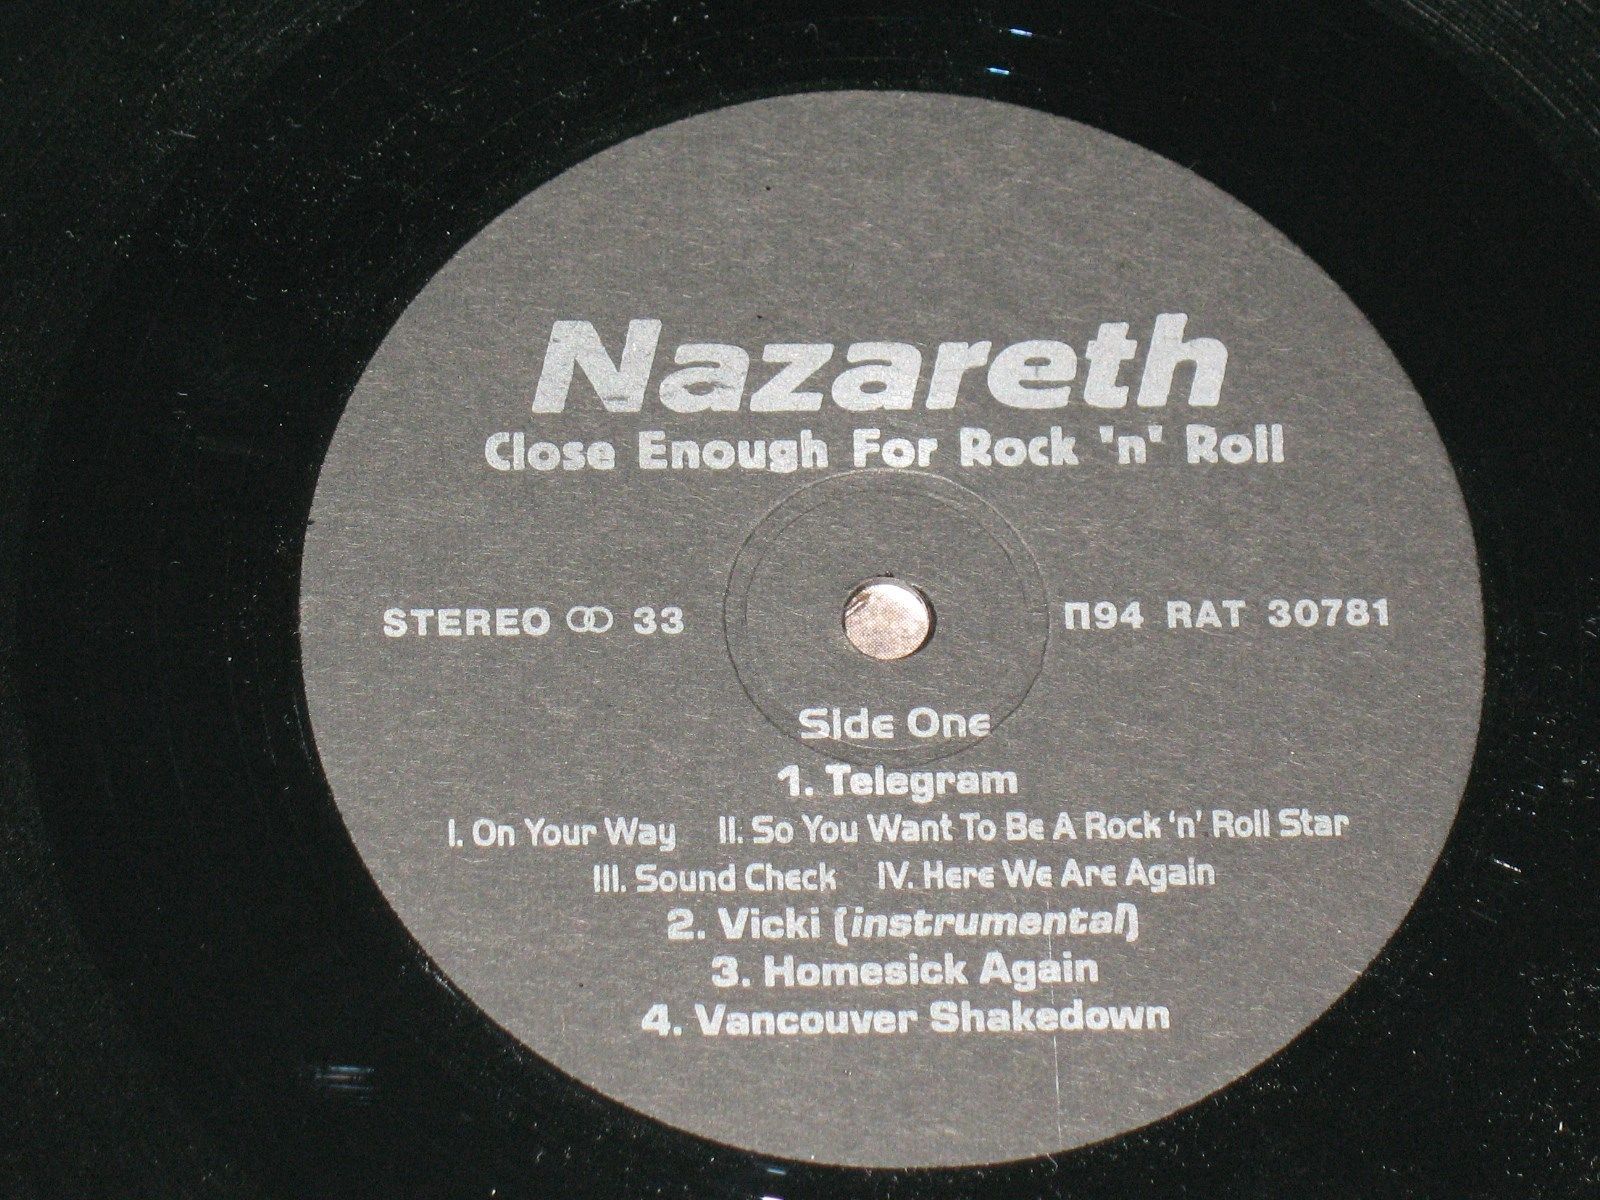 Nazareth
Close Enough For Rock 'n' Roll
STEREO 33
П94 RAT 30781
Side One
1. Telegram
I. On Your Way II. So You Want To Be A Rock 'n' Roll Star
III. Sound Check IV. Here We Are Again
2. Vicki (instrumental)
3. Homesick Again
4. Vancouver Shakedown